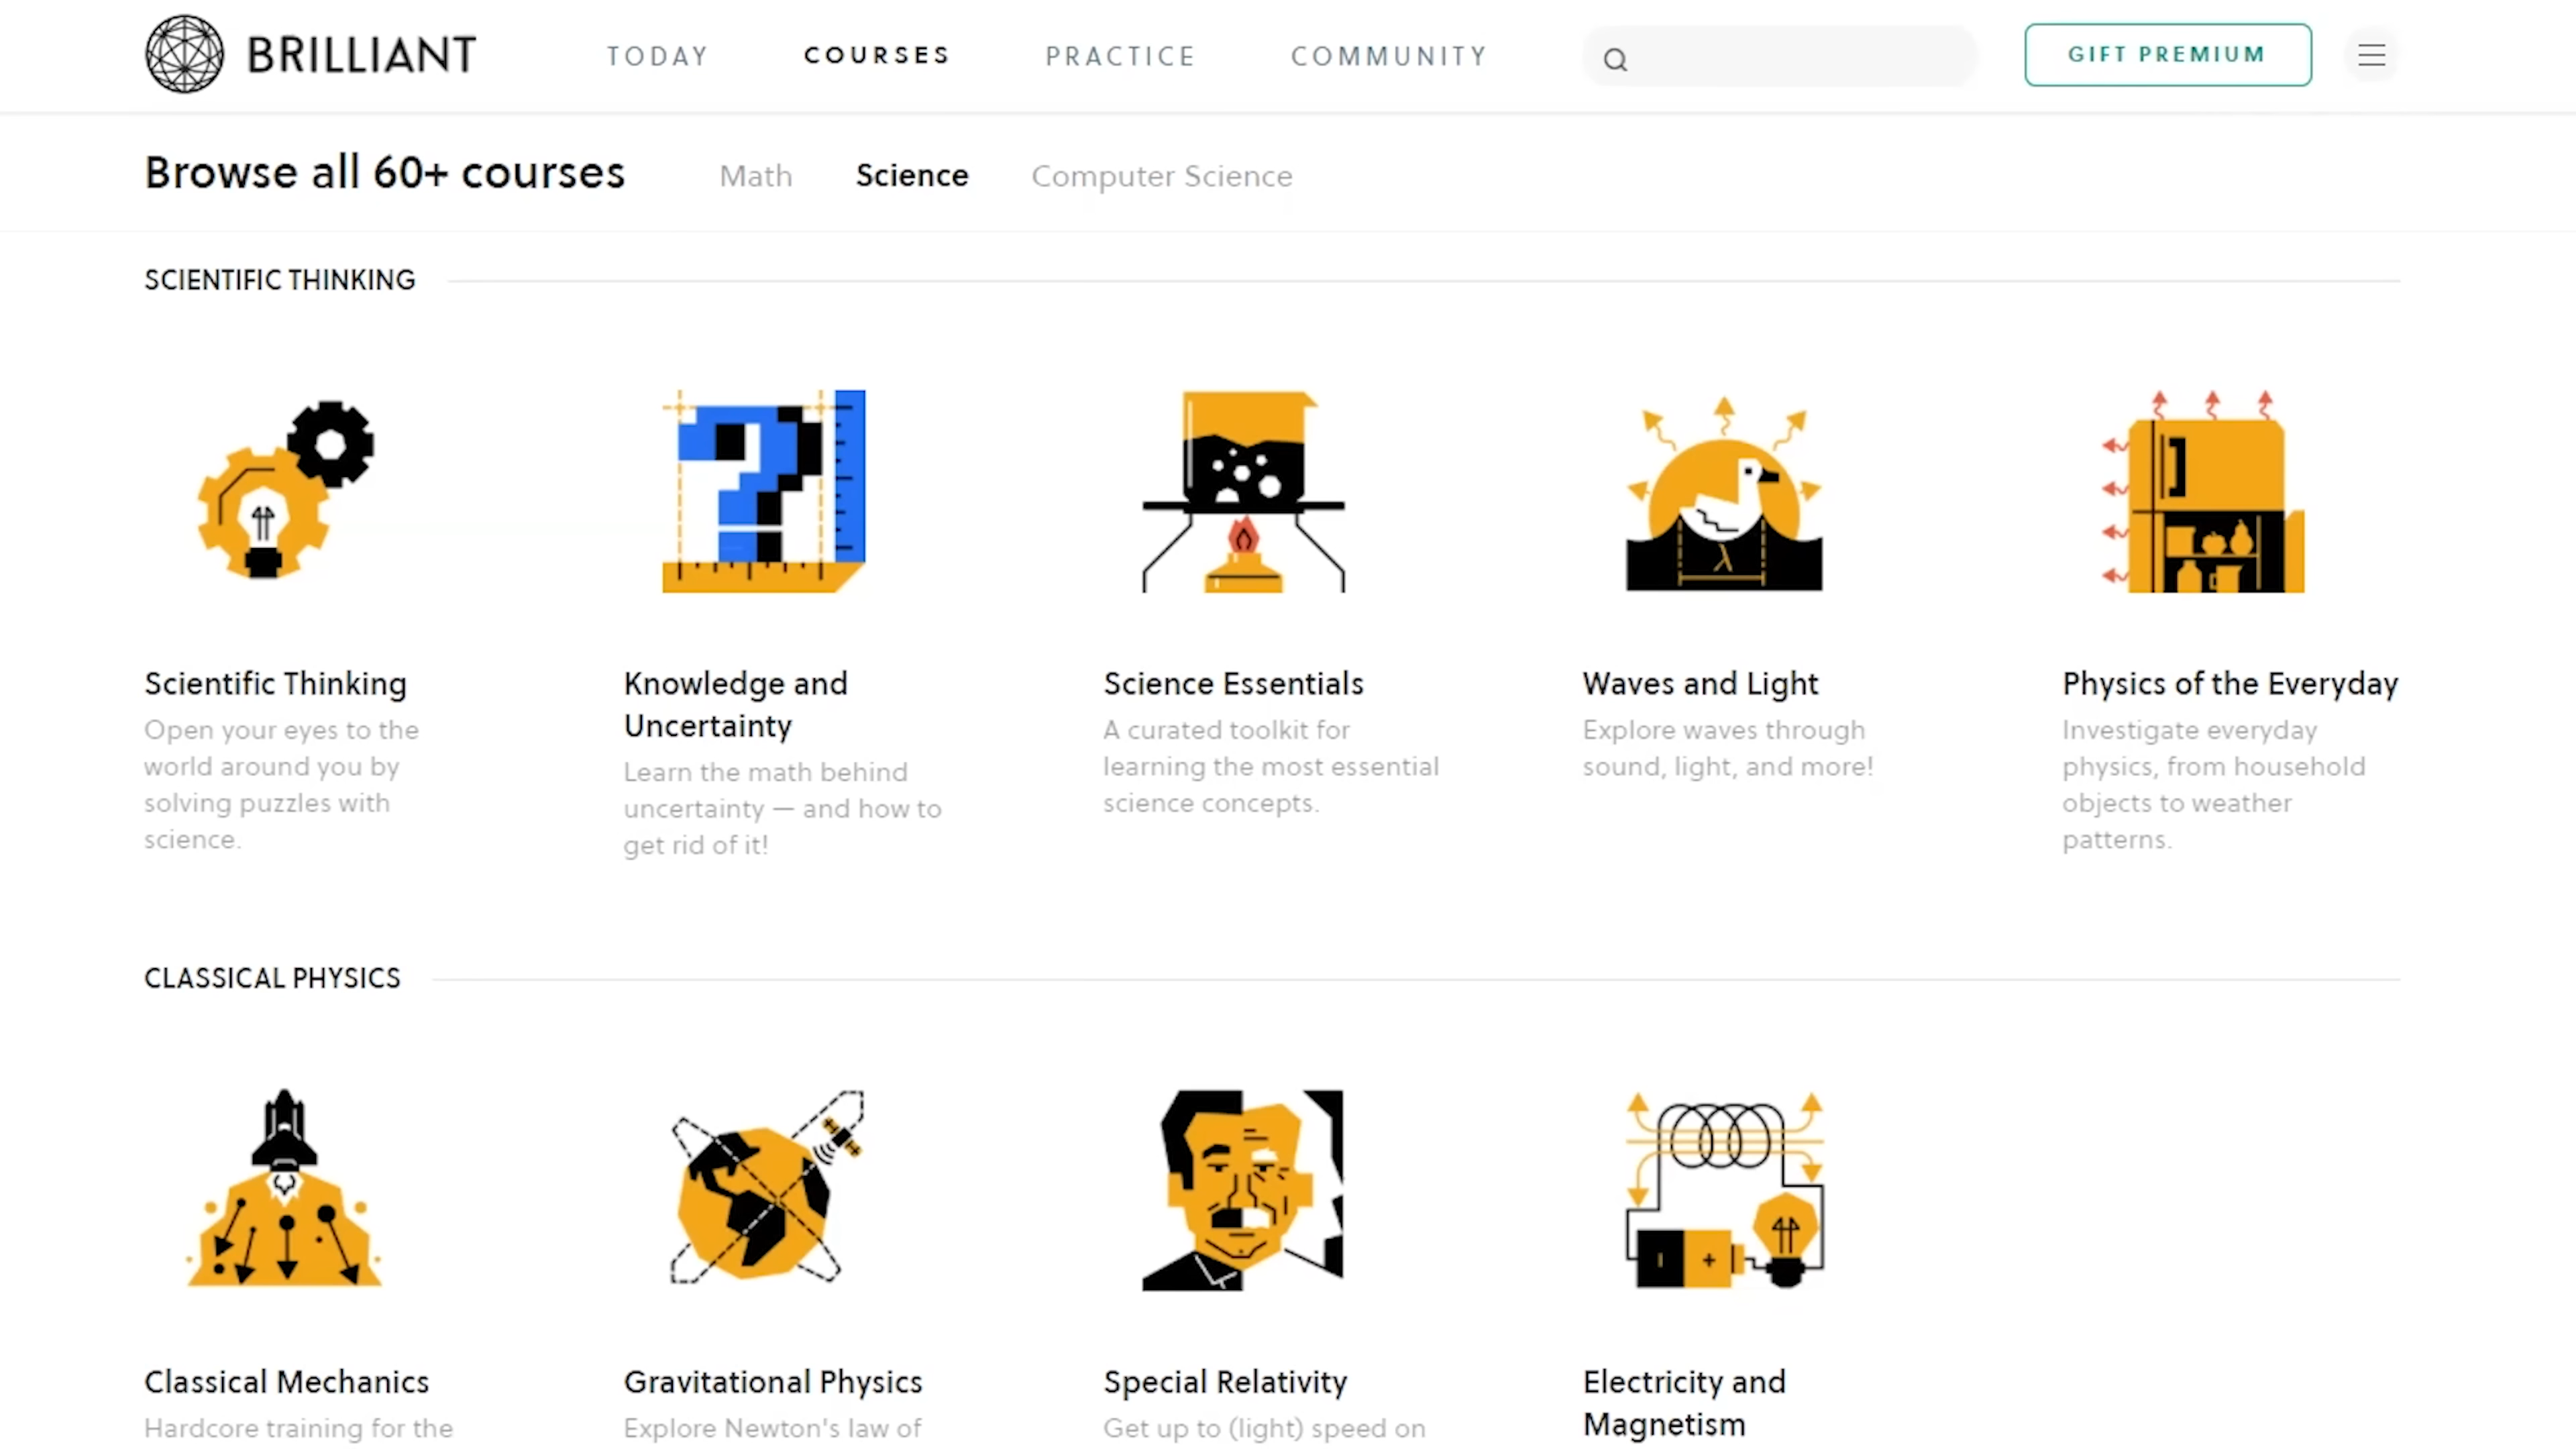 BRILLIANT
TODAY
COURSES
PRACTICE
COMMUNITY
GIFT PREMIUM
Browse all 60+ courses
Math
Science
Computer Science
SCIENTIFIC THINKING
λ
Scientific Thinking
Open your eyes to the
world around you by
solving puzzles with
science.
Knowledge and
Uncertainty
Learn the math behind
uncertainty — and how to
get rid of it!
Science Essentials
A curated toolkit for
learning the most essential
science concepts.
Waves and Light
Explore waves through
sound, light, and more!
Physics of the Everyday
Investigate everyday
physics, from household
objects to weather
patterns.
CLASSICAL PHYSICS
Classical Mechanics
Hardcore training for the
Gravitational Physics
Explore Newton's law of
Special Relativity
Get up to (light) speed on
Electricity and
Magnetism